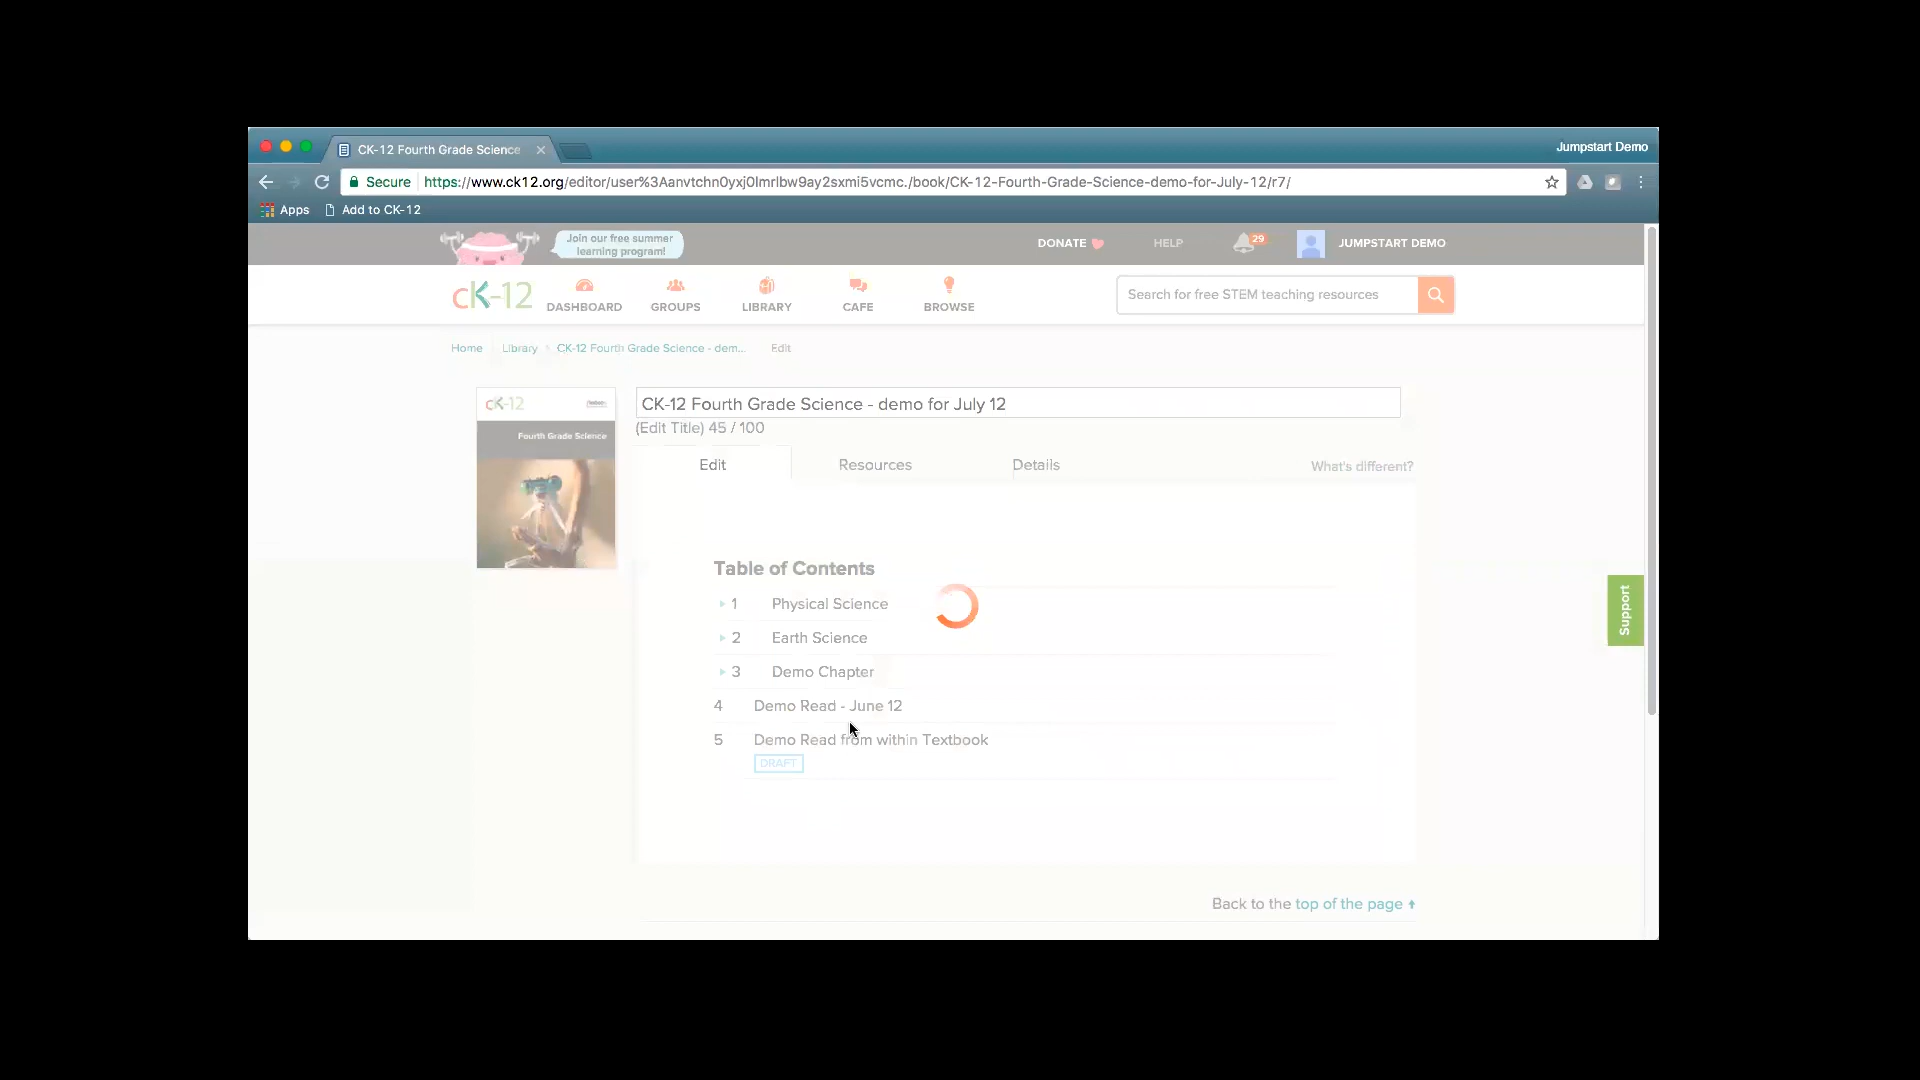 CK-12 Fourth Grade Science
Jumpstart Demo
Secure https://www.ck12.org/editor/user%3Aanvtchn0yxj0lmrlbw9ay2sxmi5vcmc./book/CK-12-Fourth-Grade-Science-demo-for-July-12/r7/
Apps Add to CK-12
Join our free summer
learning program!
DONATE HELP 29 JUMPSTART DEMO
cK-12 DASHBOARD GROUPS LIBRARY CAFE BROWSE Search for free STEM teaching resources
Home Library CK-12 Fourth Grade Science - dem... Edit
cK-12
Fourth Grade Science
CK-12 Fourth Grade Science - demo for July 12
(Edit Title) 45 / 100
Edit Resources Details What's different?
Table of Contents
1 Physical Science
2 Earth Science
3 Demo Chapter
4 Demo Read - June 12
5 Demo Read from within Textbook
DRAFT
Support
Back to the top of the page